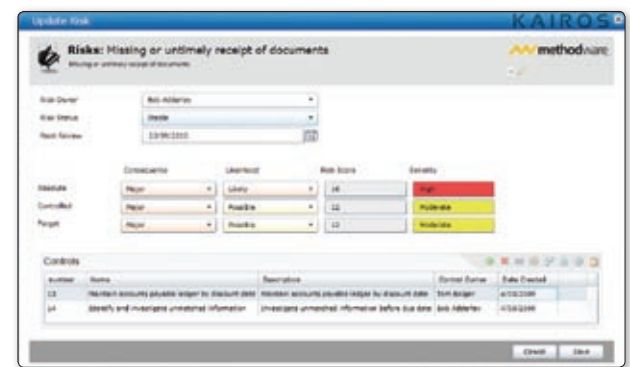 Update Risk
KAIROS
Risks: Missing or untimely receipt of documents
methodware
Missing or untimely receipt of documents
Risk Owner Bob Adderley
Risk Status
Next Review
Consequence Likelihood Risk Score Severity
Absolute Major Likely 16 High
Controlled Major Possible 12 Moderate
Target Major Possible 12 Moderate
Controls
Number Name Description Control Owner Date Created
13 Maintain accounts payable ledger by discount date Maintain accounts payable ledger by discount date Tom Bolger
14 Identify and investigate unmatched information Investigate unmatched information before due date Bob Adderley
Cancel Save